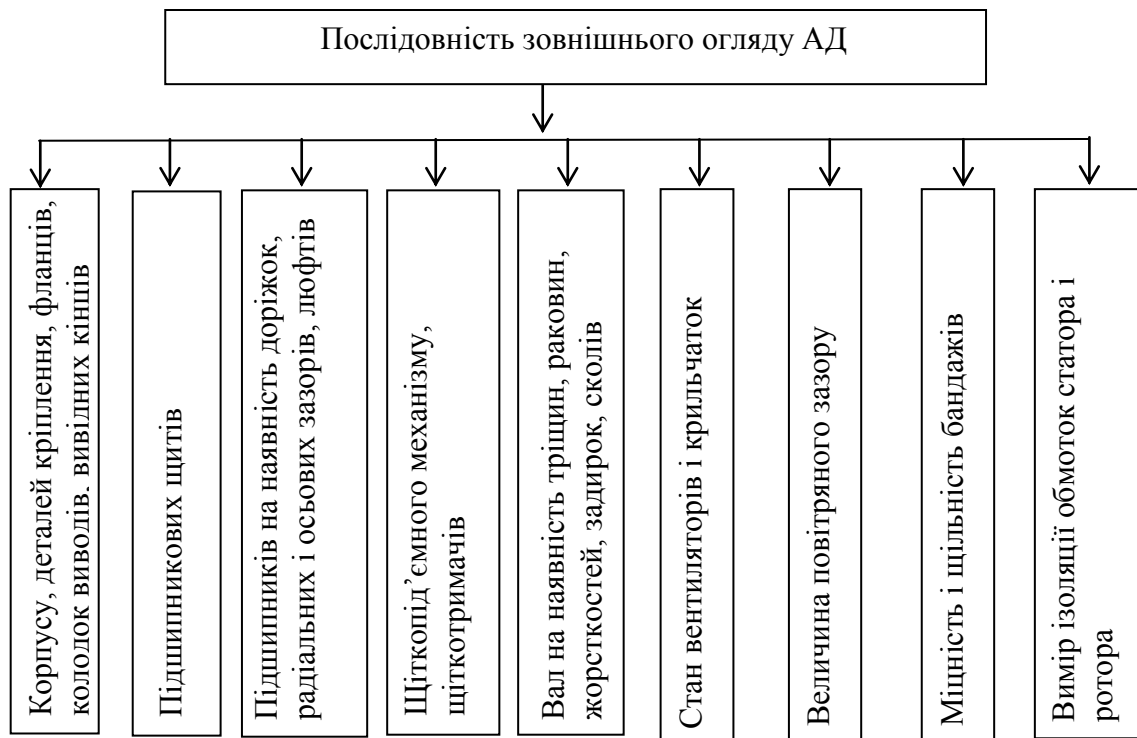 Послідовність зовнішнього огляду АД
Корпусу, деталей кріплення, фланців,
колодок виводів. вивідних кінців
Підшипникових щитів
Підшипників на наявність доріжок,
радіальних і осьових зазорів, люфтів
Щіткопід’ємного механізму,
щіткотримачів
Вал на наявність тріщин, раковин,
жорсткостей, задирок, сколів
Стан вентиляторів і крильчаток
Величина повітряного зазору
Міцність і щільність бандажів
Вимір ізоляції обмоток статора і
ротора